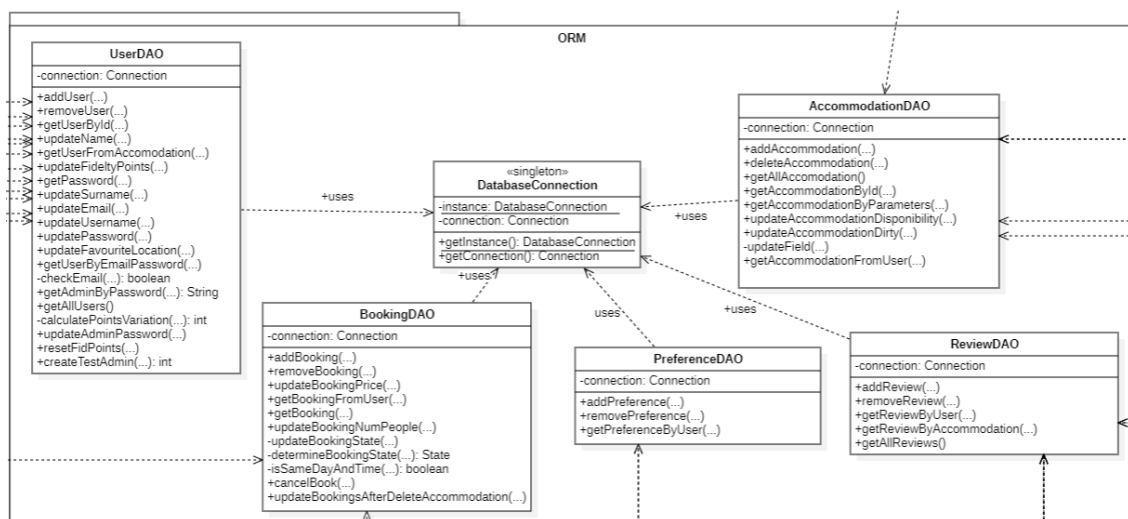 ORM
UserDAO
-connection: Connection
+addUser(...)
+removeUser(...)
+getUserById(...)
+updateName(...)
+getUserFromAccomodation(...)
+updateFideltyPoints(...)
+getPassword(...)
+updateSurname(...)
+updateEmail(...)
+updateUsername(...)
+updatePassword(...)
+updateFavouriteLocation(...)
+getUserByEmailPassword(...)
-checkEmail(...): boolean
+getAdminByPassword(...): String
+getAllUsers()
-calculatePointsVariation(...): int
+updateAdminPassword(...)
+resetFidPoints(...)
+createTestAdmin(...): int
+uses
«singleton»
DatabaseConnection
-instance: DatabaseConnection
-connection: Connection
+getInstance(): DatabaseConnection
+getConnection(): Connection
+uses
AccommodationDAO
-connection: Connection
+addAccommodation(...)
+deleteAccommodation(...)
+getAllAccomodation()
+getAccommodationById(...)
+getAccommodationByParameters(...)
+updateAccommodationDisponibility(...)
+updateAccommodationDirty(...)
-updateField(...)
+getAccommodationFromUser(...)
+uses
BookingDAO
-connection: Connection
+addBooking(...)
+removeBooking(...)
+updateBookingPrice(...)
+getBookingFromUser(...)
+getBooking(...)
+updateBookingNumPeople(...)
-updateBookingState(...)
-determineBookingState(...): State
-isSameDayAndTime(...): boolean
+cancelBook(...)
+updateBookingsAfterDeleteAccommodation(...)
uses
PreferenceDAO
-connection: Connection
+addPreference(...)
+removePreference(...)
+getPreferenceByUser(...)
+uses
ReviewDAO
-connection: Connection
+addReview(...)
+removeReview(...)
+getReviewByUser(...)
+getReviewByAccommodation(...)
+getAllReviews()